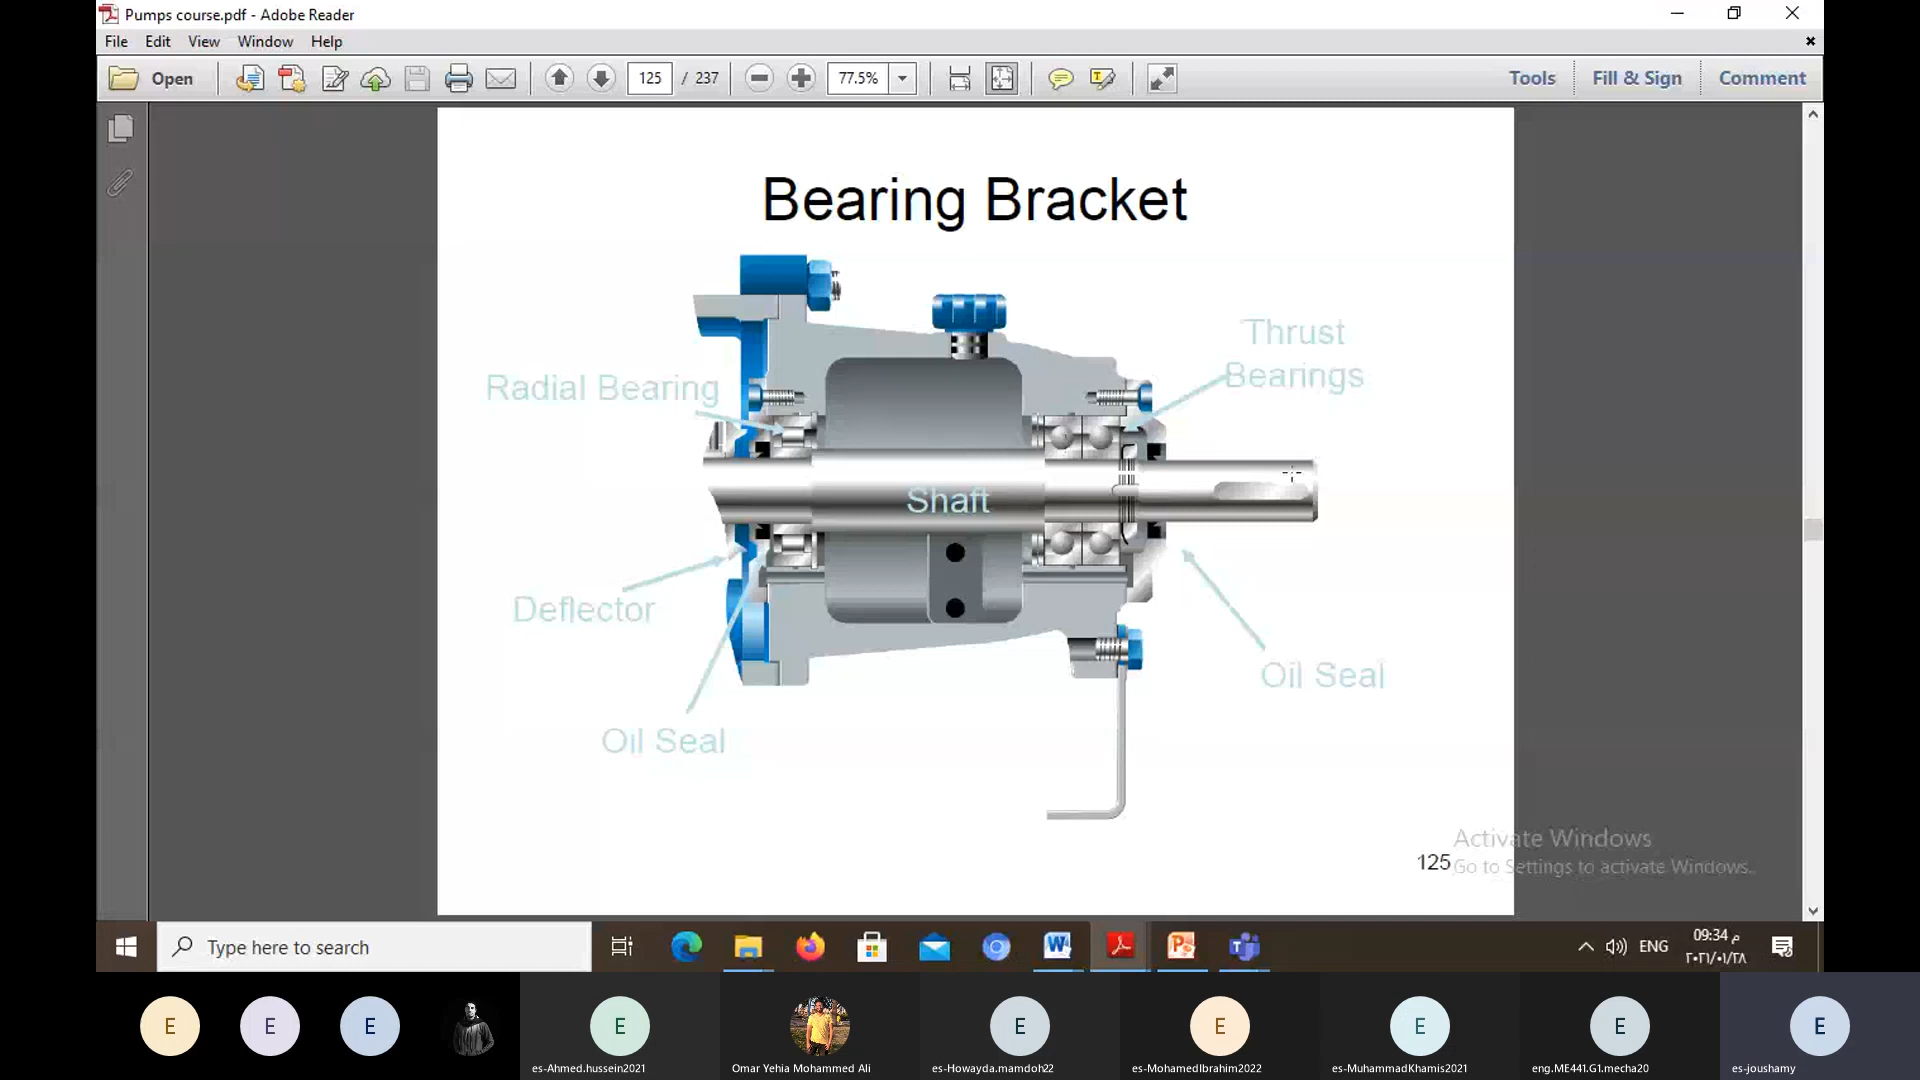 Pumps course.pdf - Adobe Reader
File Edit View Window Help
Open 125 / 237 77.5% Tools Fill & Sign Comment
Bearing Bracket
Thrust
Bearings
Radial Bearing
Shaft
Deflector
Oil Seal
Oil Seal
125
Activate Windows
Go to Settings to activate Windows.
Type here to search
ENG
09:34 م
٢٠٢١/٠١/٢٨
E E E E E E E E E
es-Ahmed.hussein2021 Omar Yehia Mohammed Ali es-Howayda.mamdoh22 es-MohamedIbrahim2022 es-MuhammadKhamis2021 eng.ME441.G1.mecha20 es-joushamy